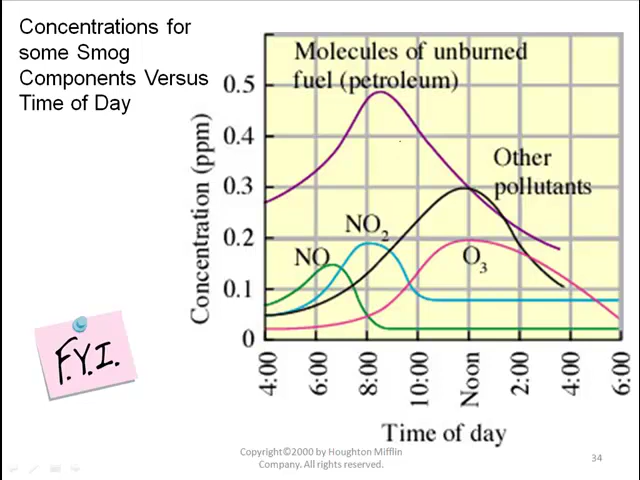 Concentrations for
some Smog
Components Versus
Time of Day
Molecules of unburned
fuel (petroleum)
Other
pollutants
NO₂
NO
O₃
Concentration (ppm)
0.5
0.4
0.3
0.2
0.1
0
4:00
6:00
8:00
10:00
Noon
2:00
4:00
6:00
Time of day
F.Y.I.
Copyright©2000 by Houghton Mifflin
Company. All rights reserved.
34